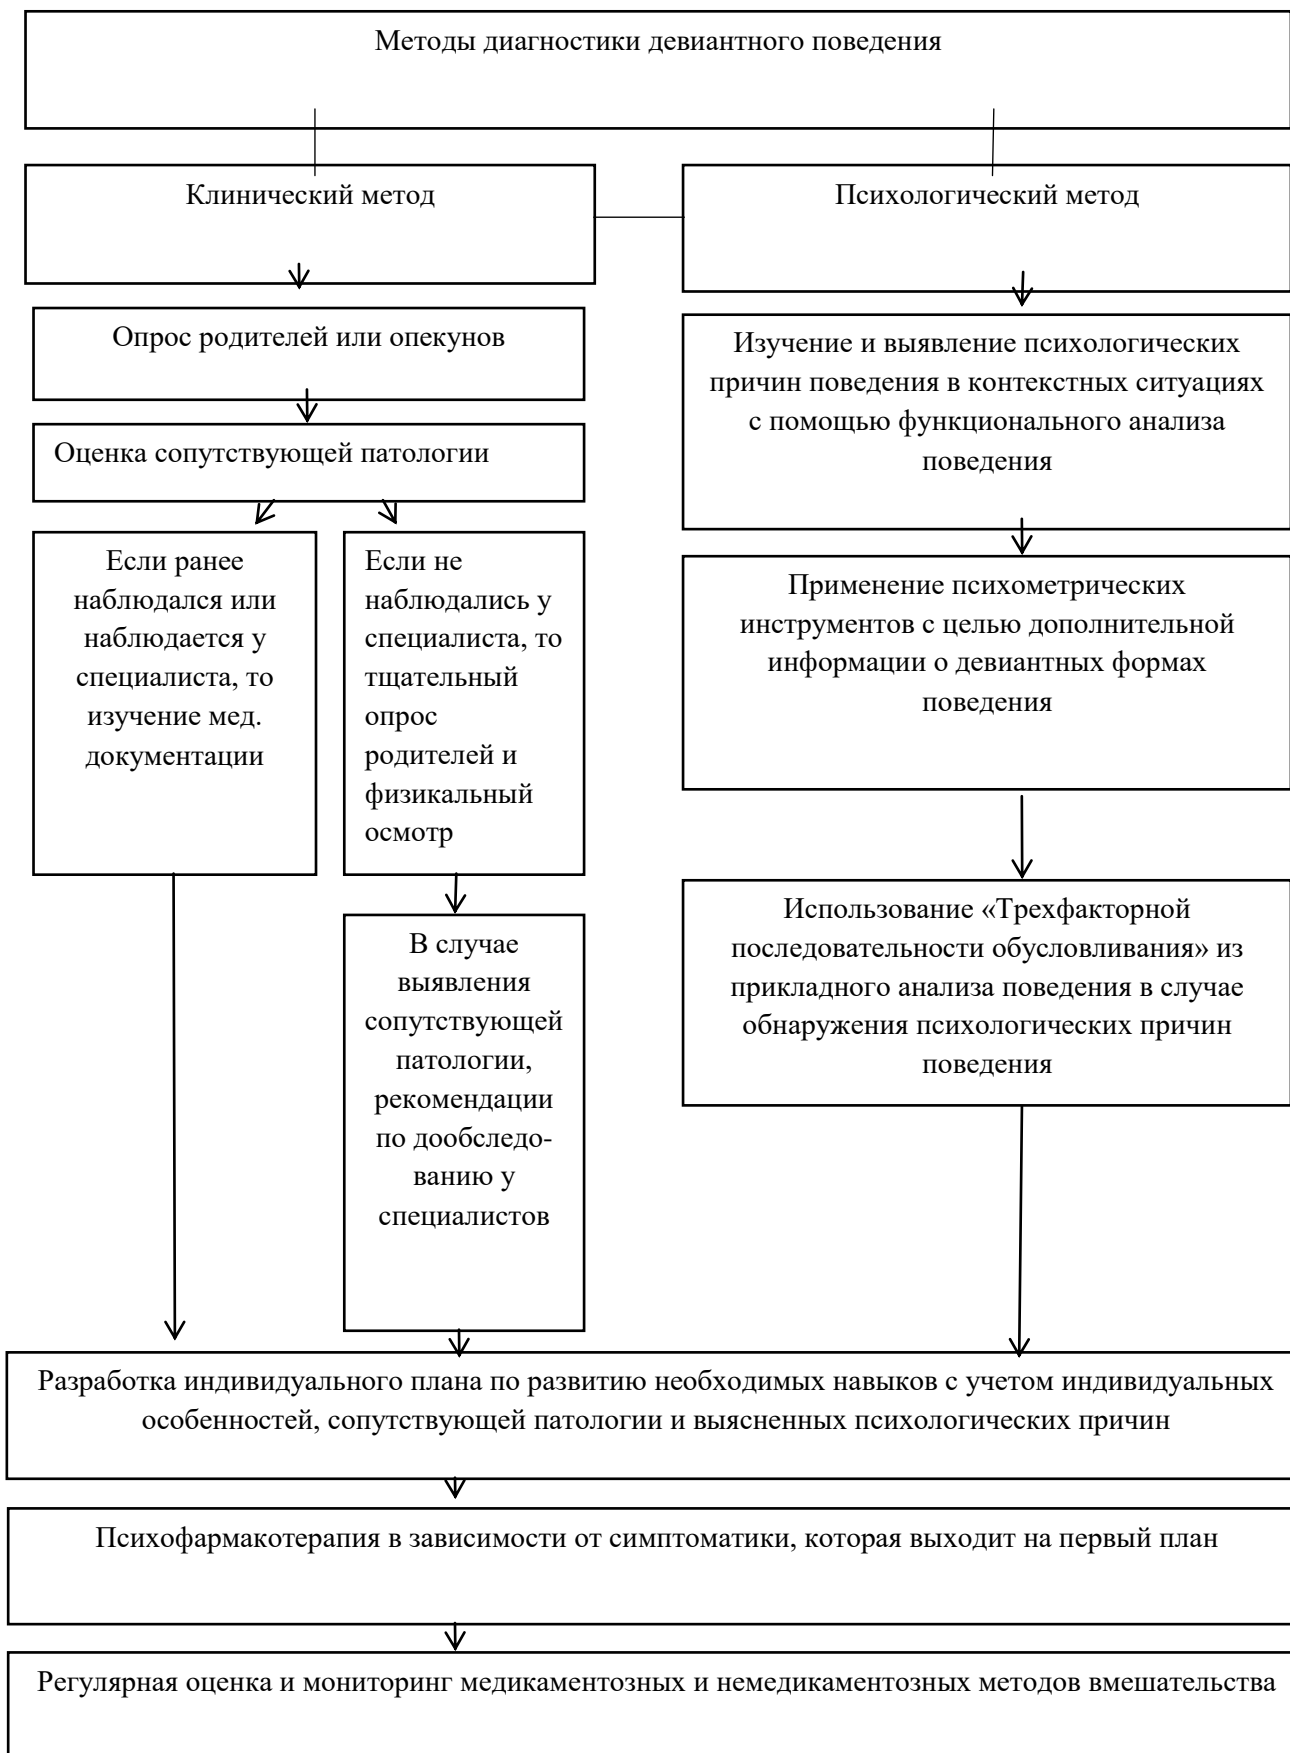 Методы диагностики девиантного поведения
Клинический метод
Опрос родителей или опекунов
Оценка сопутствующей патологии
Если ранее
наблюдался или
наблюдается у
специалиста, то
изучение мед.
документации
Если не
наблюдались у
специалиста, то
тщательный
опрос
родителей и
физикальный
осмотр
В случае
выявления
сопутствующей
патологии,
рекомендации
по дообследо-
ванию у
специалистов
Психологический метод
Изучение и выявление психологических
причин поведения в контекстных ситуациях
с помощью функционального анализа
поведения
Применение психометрических
инструментов с целью дополнительной
информации о девиантных формах
поведения
Использование «Трехфакторной
последовательности обусловливания» из
прикладного анализа поведения в случае
обнаружения психологических причин
поведения
Разработка индивидуального плана по развитию необходимых навыков с учетом индивидуальных
особенностей, сопутствующей патологии и выясненных психологических причин
Психофармакотерапия в зависимости от симптоматики, которая выходит на первый план
Регулярная оценка и мониторинг медикаментозных и немедикаментозных методов вмешательства